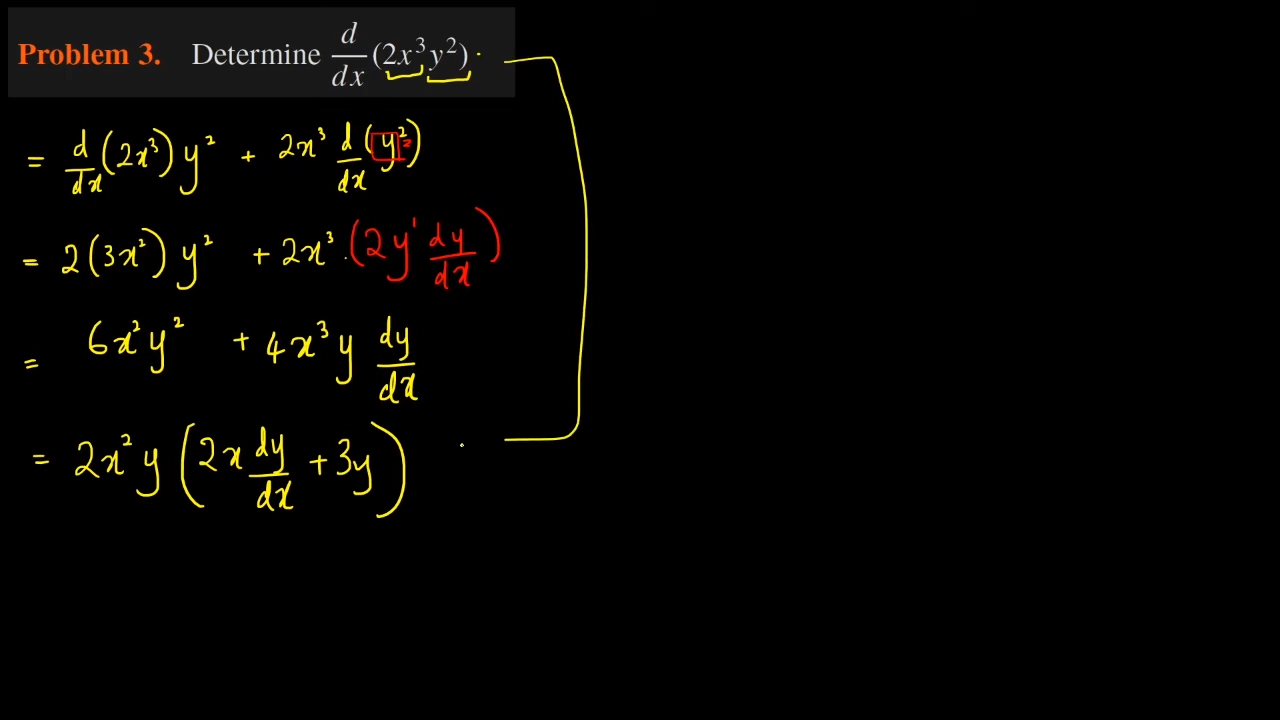 Problem 3. Determine d/dx (2x³y²).
= d/dx (2x³) y² + 2x³ d/dx (y²)
= 2(3x²) y² + 2x³ · (2y¹ dy/dx)
= 6x²y² + 4x³y dy/dx
= 2x²y (2x dy/dx + 3y)